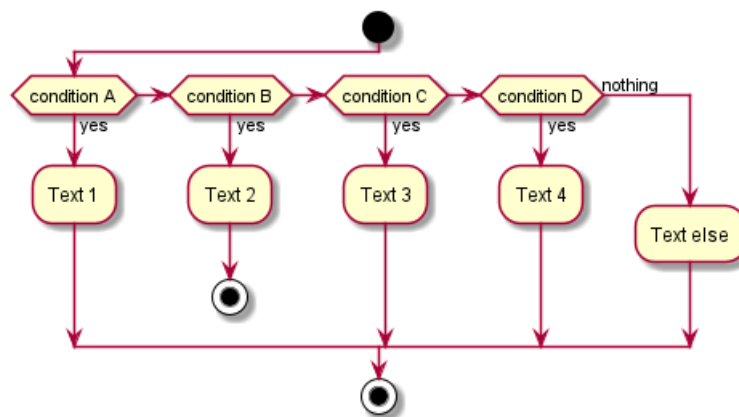 condition A
condition B
condition C
condition D
nothing
yes
yes
yes
yes
Text 1
Text 2
Text 3
Text 4
Text else